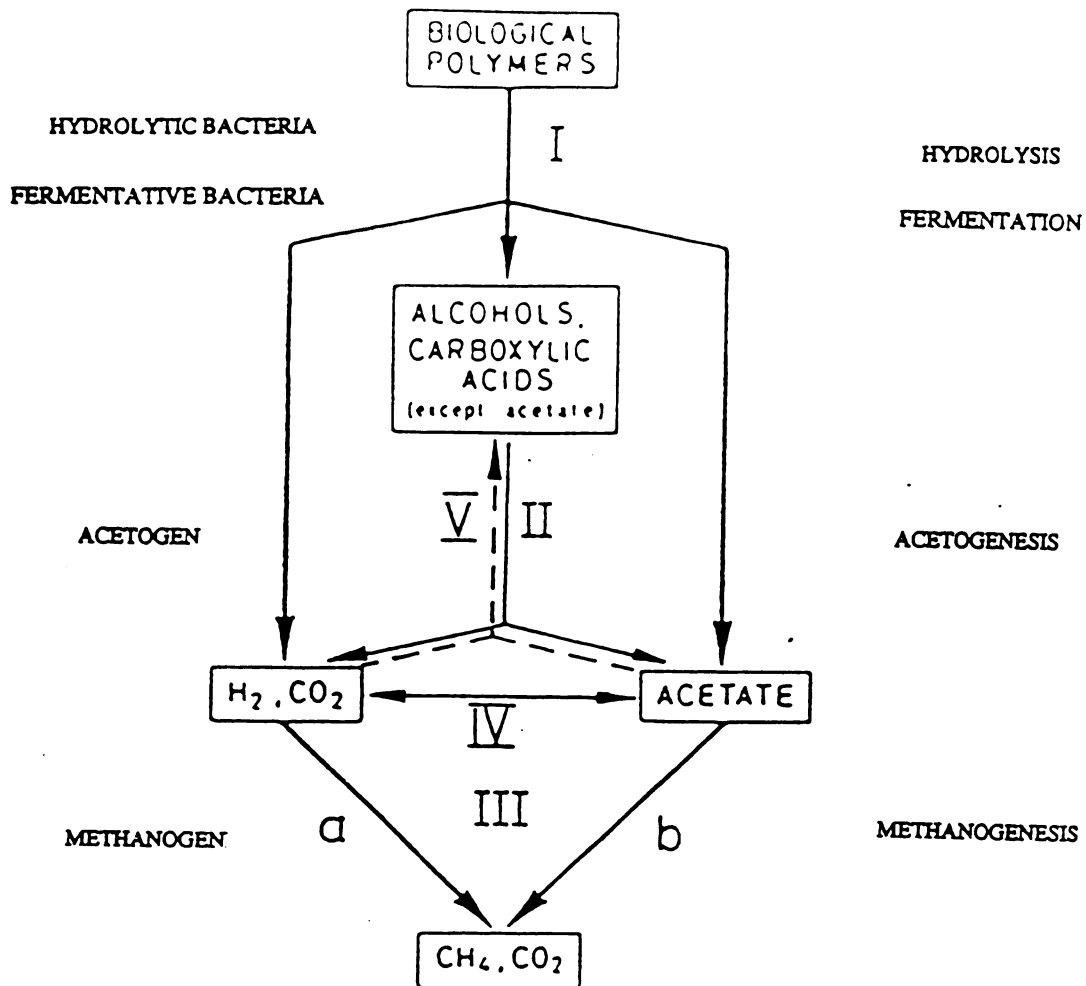 BIOLOGICAL
POLYMERS
HYDROLYTIC BACTERIA
I
HYDROLYSIS
FERMENTATIVE BACTERIA
FERMENTATION
ALCOHOLS,
CARBOXYLIC
ACIDS
(except acetate)
V
II
ACETOGEN
ACETOGENESIS
H₂, CO₂
ACETATE
IV
III
a
b
METHANOGEN
METHANOGENESIS
CH₄, CO₂